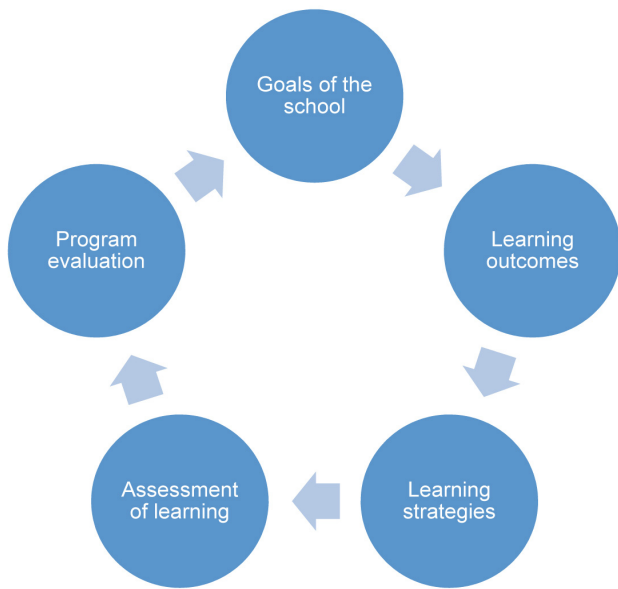 Goals of the
school
Learning
outcomes
Learning
strategies
Assessment
of learning
Program
evaluation